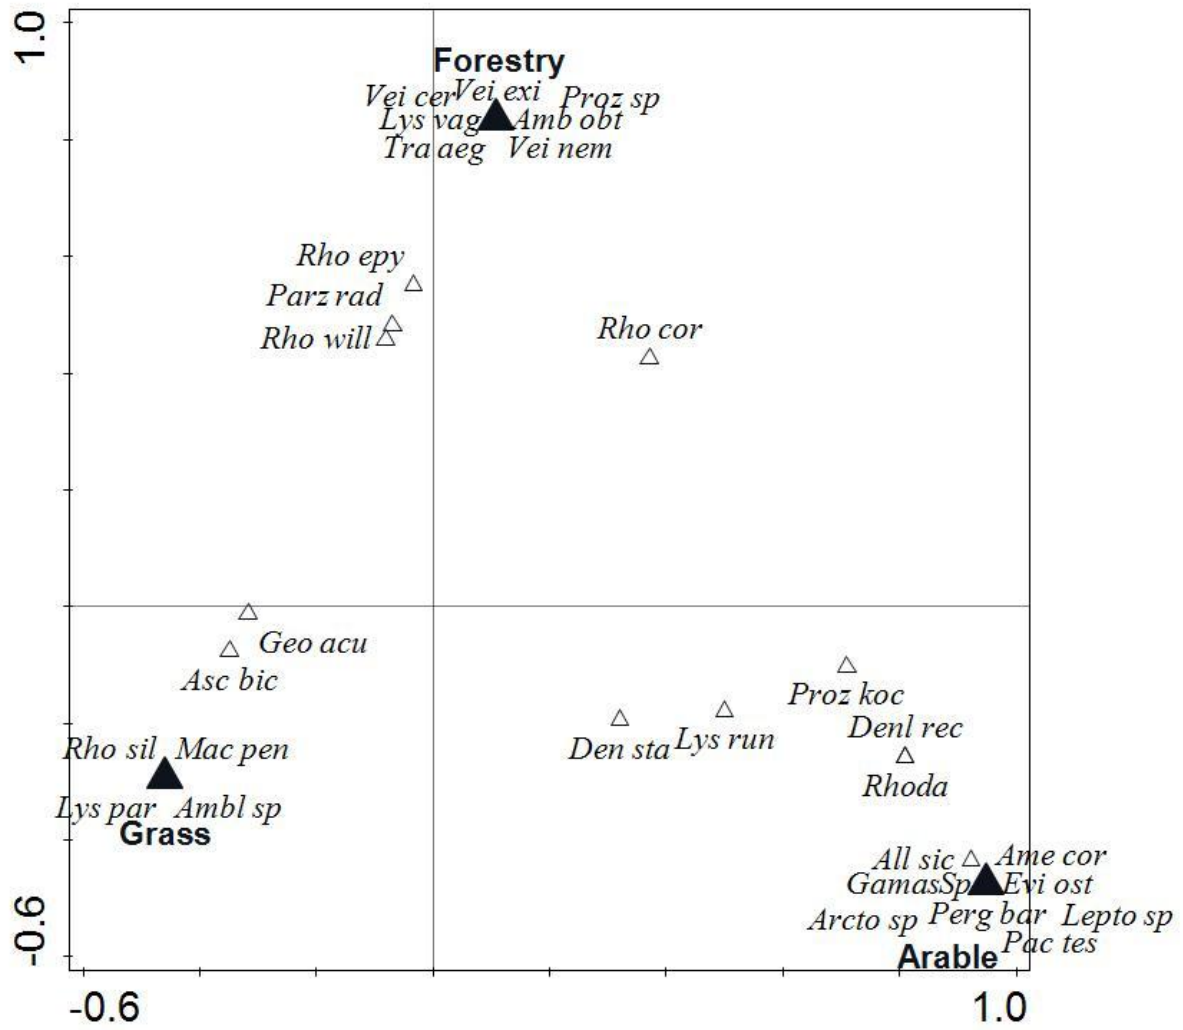 1.0
Forestry
Vei cer Vei exi Proz sp
Lys vag Amb obt
Tra aeg Vei nem
Rho epy
Parz rad
Rho will
Rho cor
Geo acu
Asc bic
Proz koc
Den sta Lys run
Denl rec
Rhoda
Rho sil Mac pen
Lys par Ambl sp
Grass
All sic Ame cor
GamasSp Evi ost
Arcto sp Perg bar Lepto sp
Pac tes
Arable
-0.6
-0.6 1.0